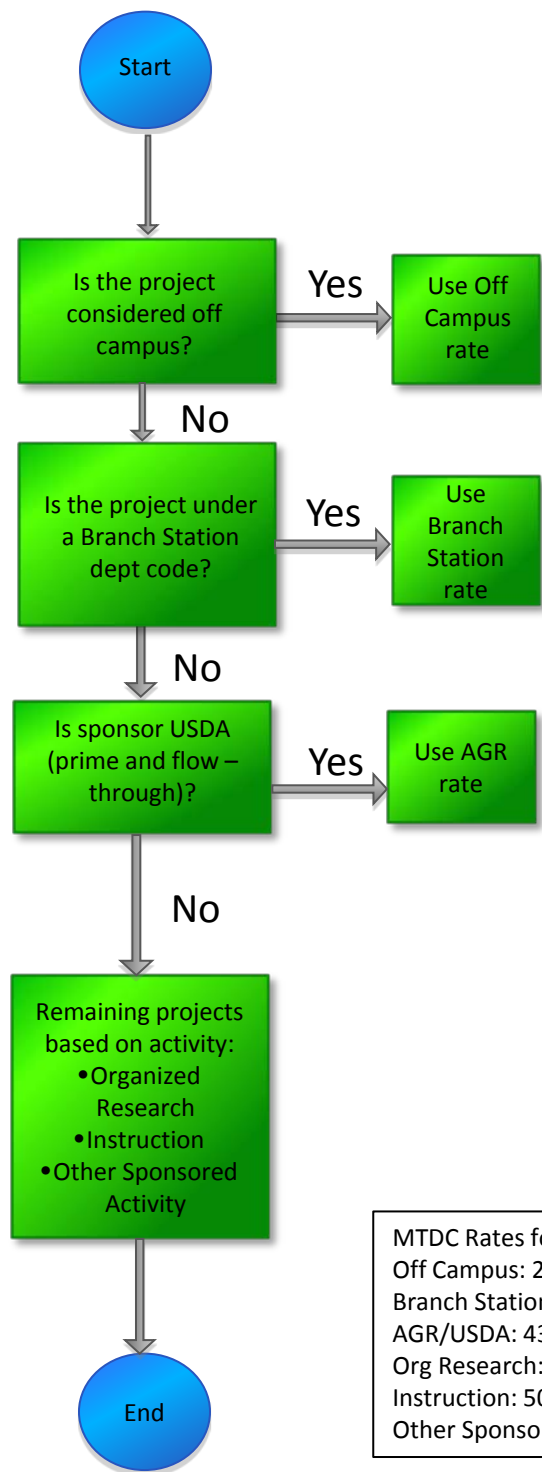 Start
Is the project
considered off
campus?
Yes
Use Off
Campus
rate
No
Is the project under
a Branch Station
dept code?
Yes
Use
Branch
Station
rate
No
Is sponsor USDA
(prime and flow –
through)?
Yes
Use AGR
rate
No
Remaining projects
based on activity:
•Organized
Research
•Instruction
•Other Sponsored
Activity
MTDC Rates
Off Campus:
Branch
AGR/USDA:
Org Research:
Instruction:
Other
End